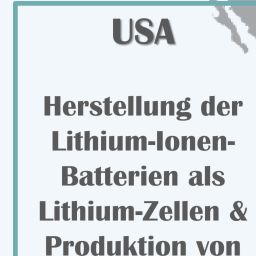 USA
Herstellung der
Lithium-Ionen-
Batterien als
Lithium-Zellen &
Produktion von